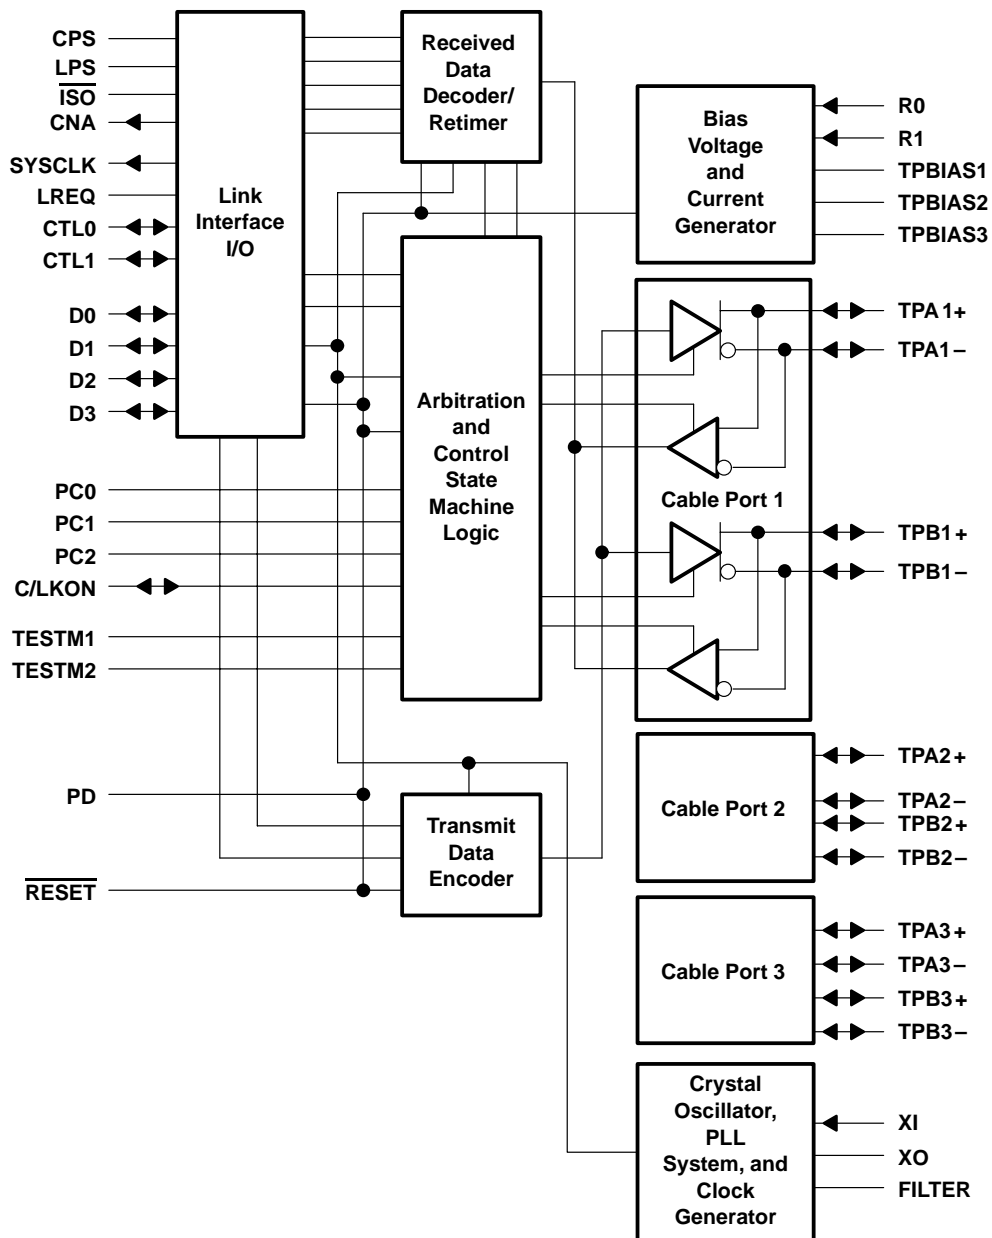 CPS
LPS
ISO
CNA
SYSCLK
LREQ
CTL0
CTL1
D0
D1
D2
D3
PC0
PC1
PC2
C/LKON
TESTM1
TESTM2
PD
RESET
Link
Interface
I/O
Received
Data
Decoder/
Retimer
Arbitration
and
Control
State
Machine
Logic
Transmit
Data
Encoder
Bias
Voltage
and
Current
Generator
Cable Port 1
Cable Port 2
Cable Port 3
Crystal
Oscillator,
PLL
System, and
Clock
Generator
R0
R1
TPBIAS1
TPBIAS2
TPBIAS3
TPA1+
TPA1–
TPB1+
TPB1–
TPA2+
TPA2–
TPB2+
TPB2–
TPA3+
TPA3–
TPB3+
TPB3–
XI
XO
FILTER